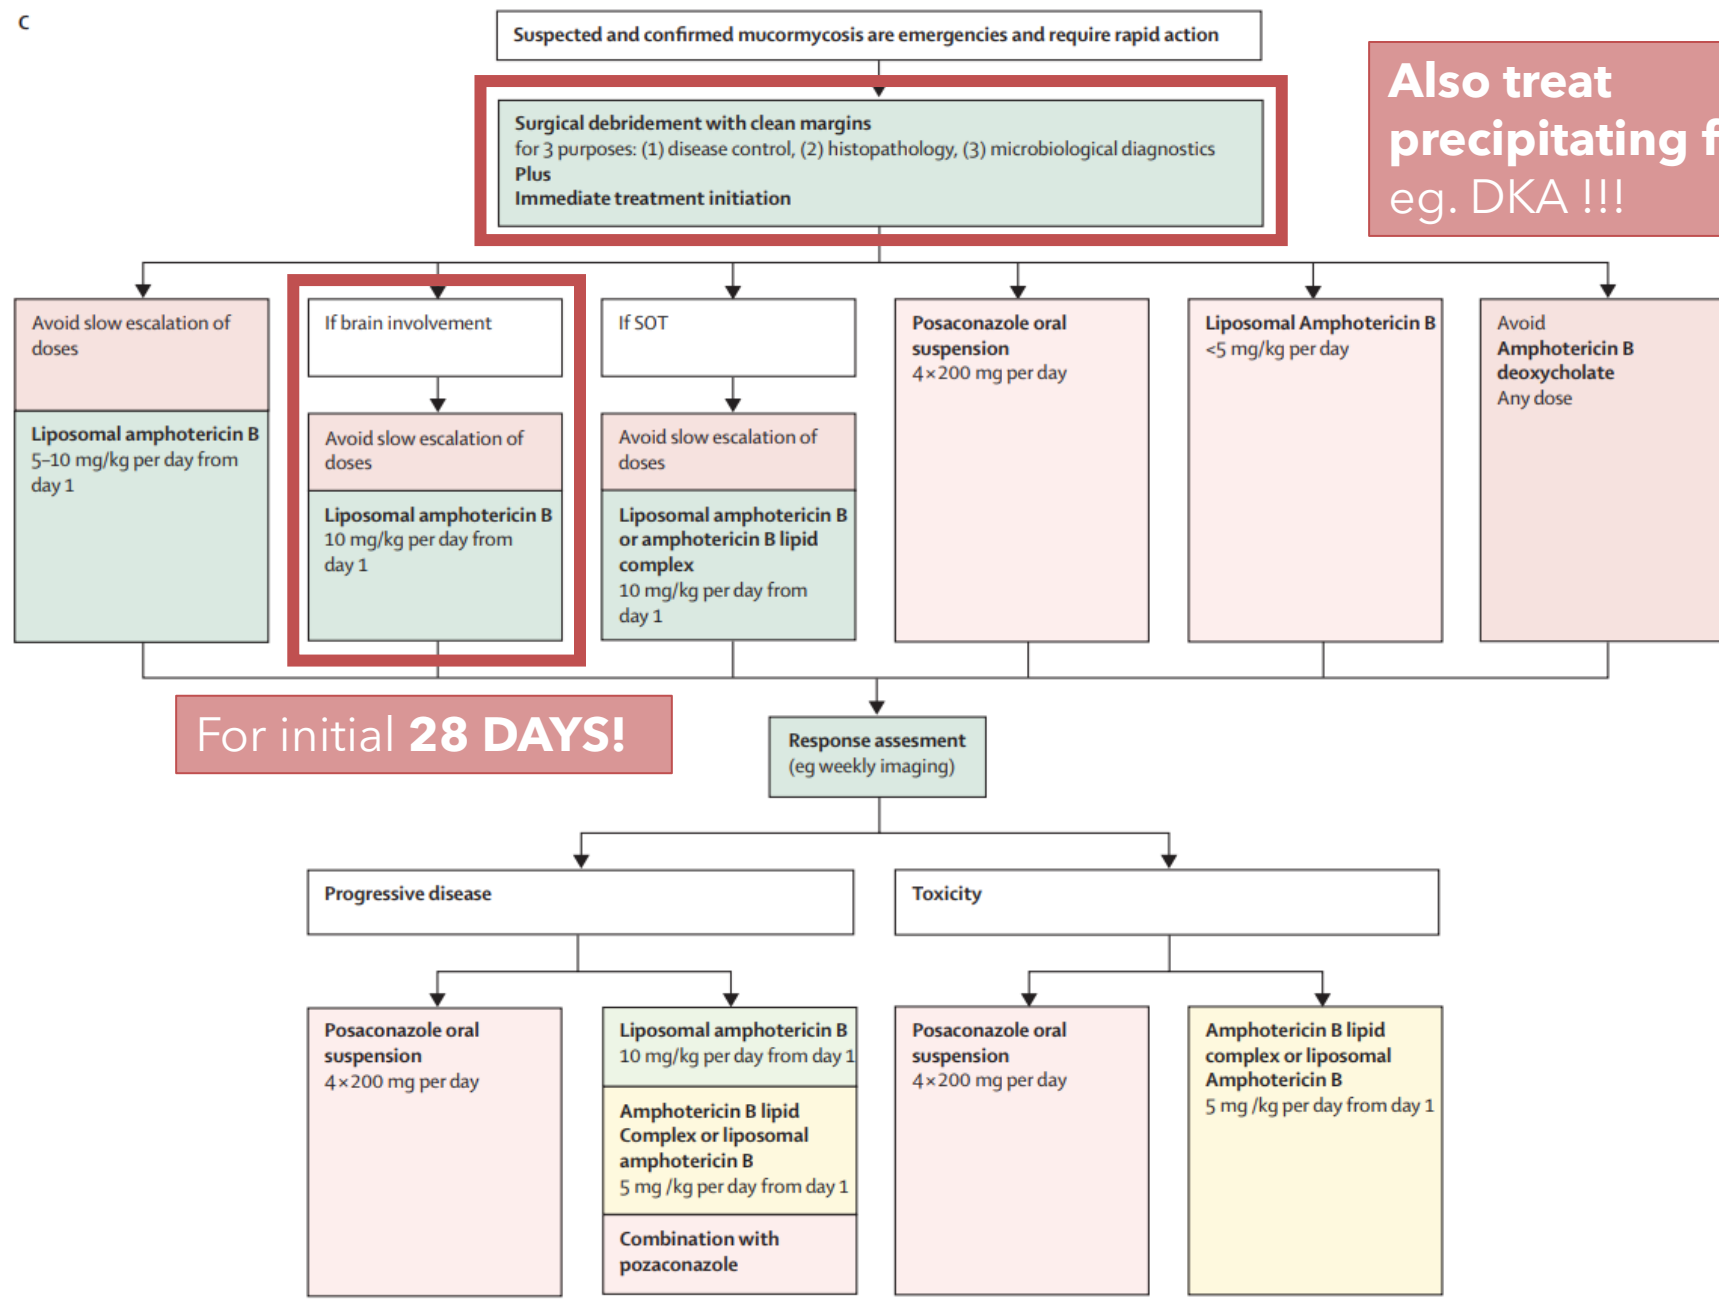 c
Suspected and confirmed mucormycosis are emergencies and require rapid action
Also treat
precipitating f
eg. DKA !!!
Surgical debridement with clean margins
for 3 purposes: (1) disease control, (2) histopathology, (3) microbiological diagnostics
Plus
Immediate treatment initiation
Avoid slow escalation of
doses
Liposomal amphotericin B
5–10 mg/kg per day from
day 1
If brain involvement
Avoid slow escalation of
doses
Liposomal amphotericin B
10 mg/kg per day from
day 1
If SOT
Avoid slow escalation of
doses
Liposomal amphotericin B
or amphotericin B lipid
complex
10 mg/kg per day from
day 1
Posaconazole oral
suspension
4×200 mg per day
Liposomal Amphotericin B
<5 mg/kg per day
Avoid
Amphotericin B
deoxycholate
Any dose
For initial 28 DAYS!
Response assesment
(eg weekly imaging)
Progressive disease
Toxicity
Posaconazole oral
suspension
4×200 mg per day
Liposomal amphotericin B
10 mg/kg per day from day 1
Amphotericin B lipid
Complex or liposomal
amphotericin B
5 mg /kg per day from day 1
Combination with
pozaconazole
Posaconazole oral
suspension
4×200 mg per day
Amphotericin B lipid
complex or liposomal
Amphotericin B
5 mg /kg per day from day 1